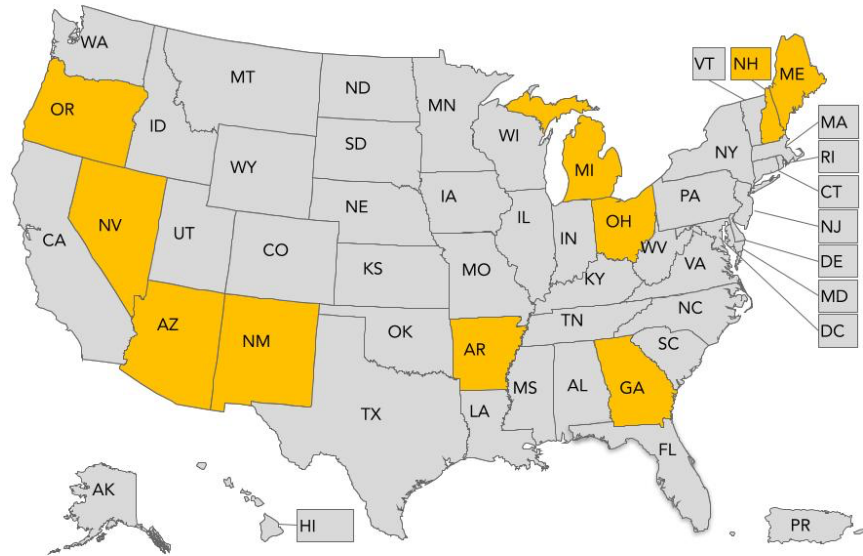 WA
MT
ND
MN
VT
NH
ME
OR
ID
SD
WI
MI
NY
MA
WY
RI
IA
PA
CT
NV
UT
NE
IL
IN
OH
NJ
CA
CO
WV
DE
KS
MO
KY
VA
MD
DC
AZ
NM
OK
AR
TN
NC
SC
MS
AL
GA
TX
LA
FL
AK
HI
PR